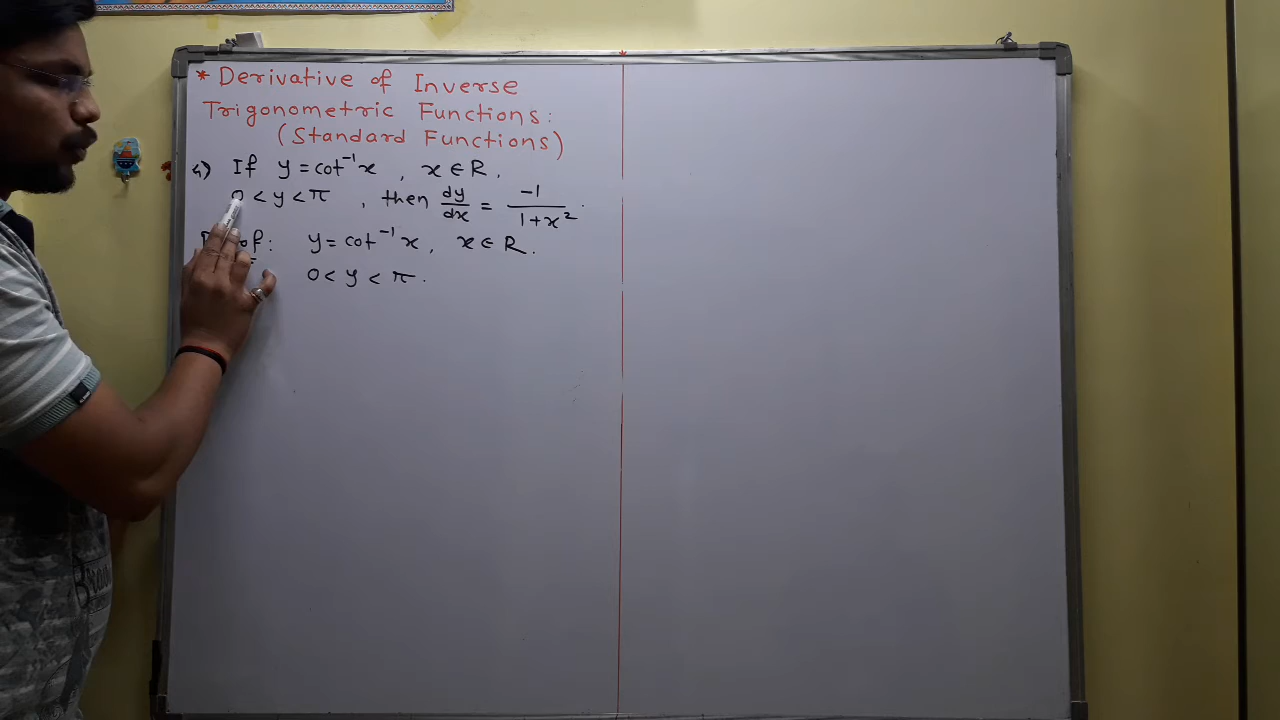 * Derivative of Inverse
Trigonometric Functions:
(Standard Functions)
4) If y = cot⁻¹x , x ∈ R.
0 < y < π , then dy/dx = -1/(1+x²).
y = cot⁻¹x, x ∈ R.
0 < y < π.